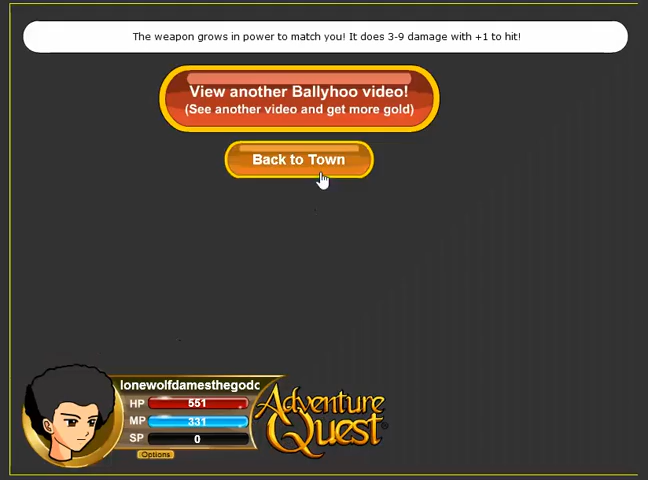 The weapon grows in power to match you! It does 3-9 damage with +1 to hit!
View another Ballyhoo video!
(See another video and get more gold)
Back to Town
lonewolfdamesthegodc
HP 551
MP 331
SP 0
Options
Adventure
Quest